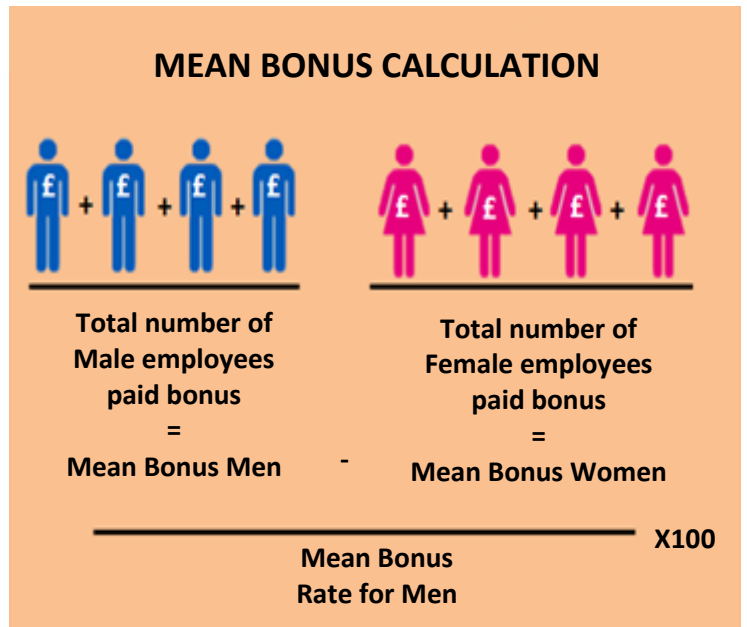 MEAN BONUS CALCULATION
£ + £ + £ + £
£ + £ + £ + £
Total number of
Male employees
paid bonus
=
Mean Bonus Men
-
Total number of
Female employees
paid bonus
=
Mean Bonus Women
X100
Mean Bonus
Rate for Men